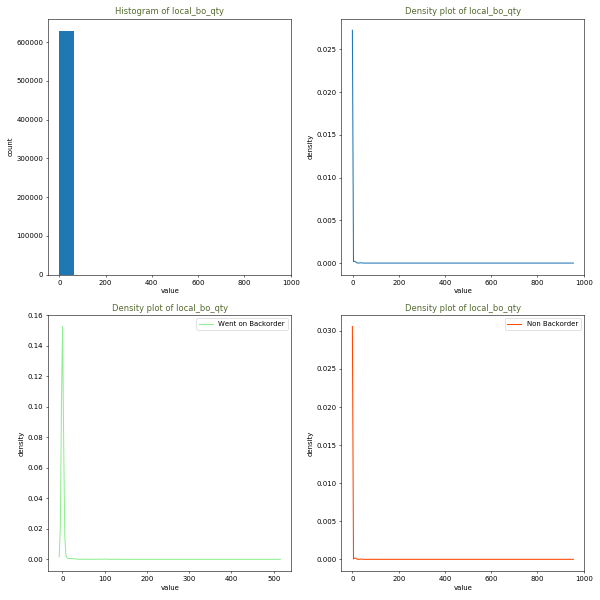 Histogram of local_bo_qty
600000
500000
400000
300000
200000
100000
0
count
0 200 400 600 800 1000
value
Density plot of local_bo_qty
0.025
0.020
0.015
0.010
0.005
0.000
density
0 200 400 600 800 1000
value
Density plot of local_bo_qty
Went on Backorder
0.16
0.14
0.12
0.10
0.08
0.06
0.04
0.02
0.00
density
0 100 200 300 400 500
value
Density plot of local_bo_qty
Non Backorder
0.030
0.025
0.020
0.015
0.010
0.005
0.000
density
0 200 400 600 800 1000
value